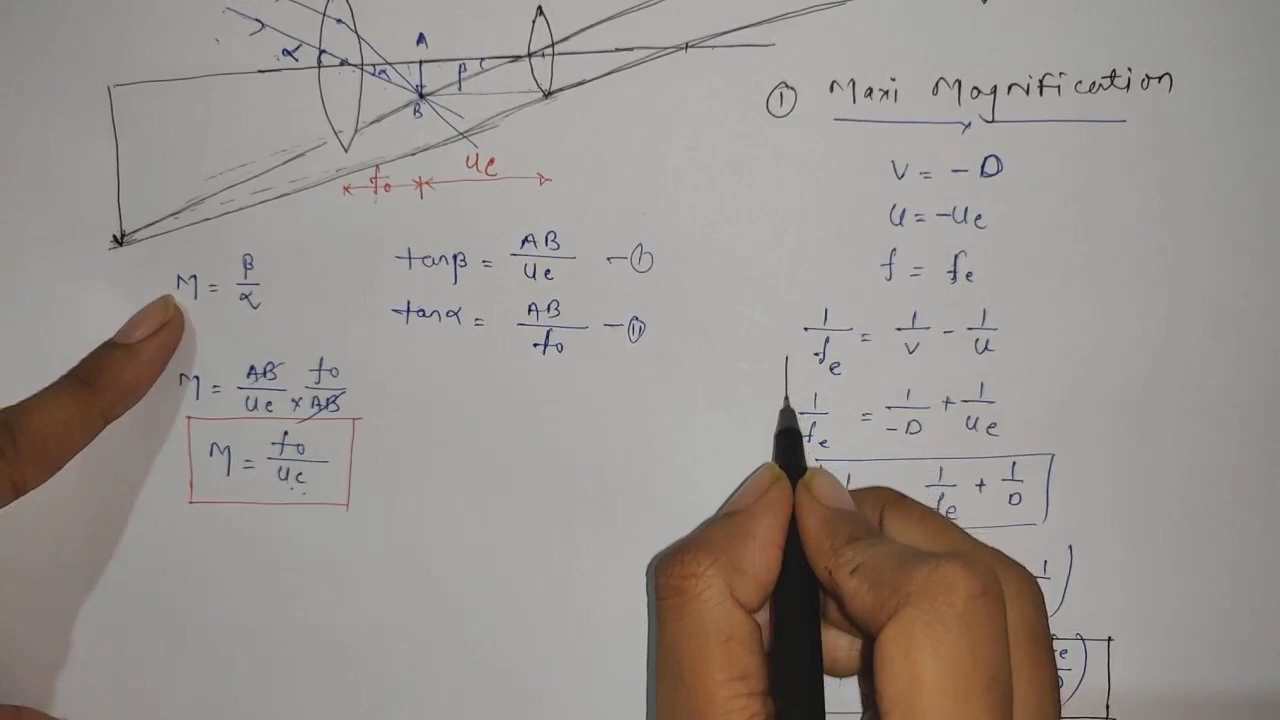 α
α
A
β
B
fo
ue
M = β/α
tanβ = AB/ue -①
tanα = AB/fo -⑪
M = AB/ue × fo/AB
M = fo/ue
① Maxi Magnification
v = -D
u = -ue
f = fe
1/fe = 1/v - 1/u
1/fe = 1/-D + 1/ue
1/fe + 1/D